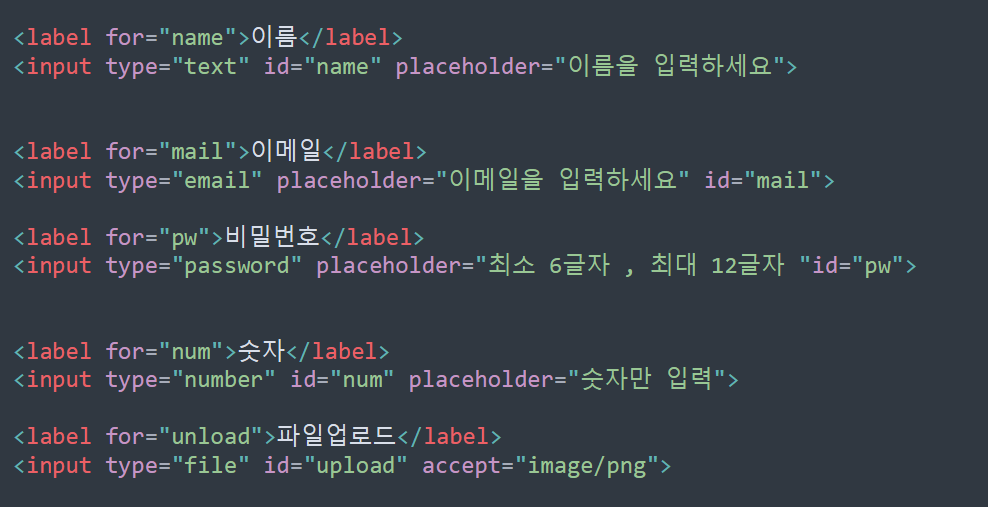 <label for="name">이름</label>
<input type="text" id="name" placeholder="이름을 입력하세요">
<label for="mail">이메일</label>
<input type="email" placeholder="이메일을 입력하세요" id="mail">
<label for="pw">비밀번호</label>
<input type="password" placeholder="최소 6글자 , 최대 12글자 "id="pw">
<label for="num">숫자</label>
<input type="number" id="num" placeholder="숫자만 입력">
<label for="unload">파일업로드</label>
<input type="file" id="upload" accept="image/png">